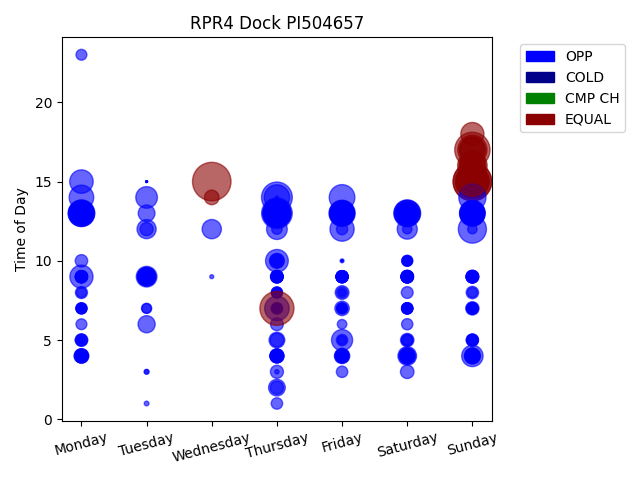 RPR4 Dock PI504657
Time of Day
20
15
10
5
0
Monday
Tuesday
Wednesday
Thursday
Friday
Saturday
Sunday
OPP
COLD
CMP CH
EQUAL